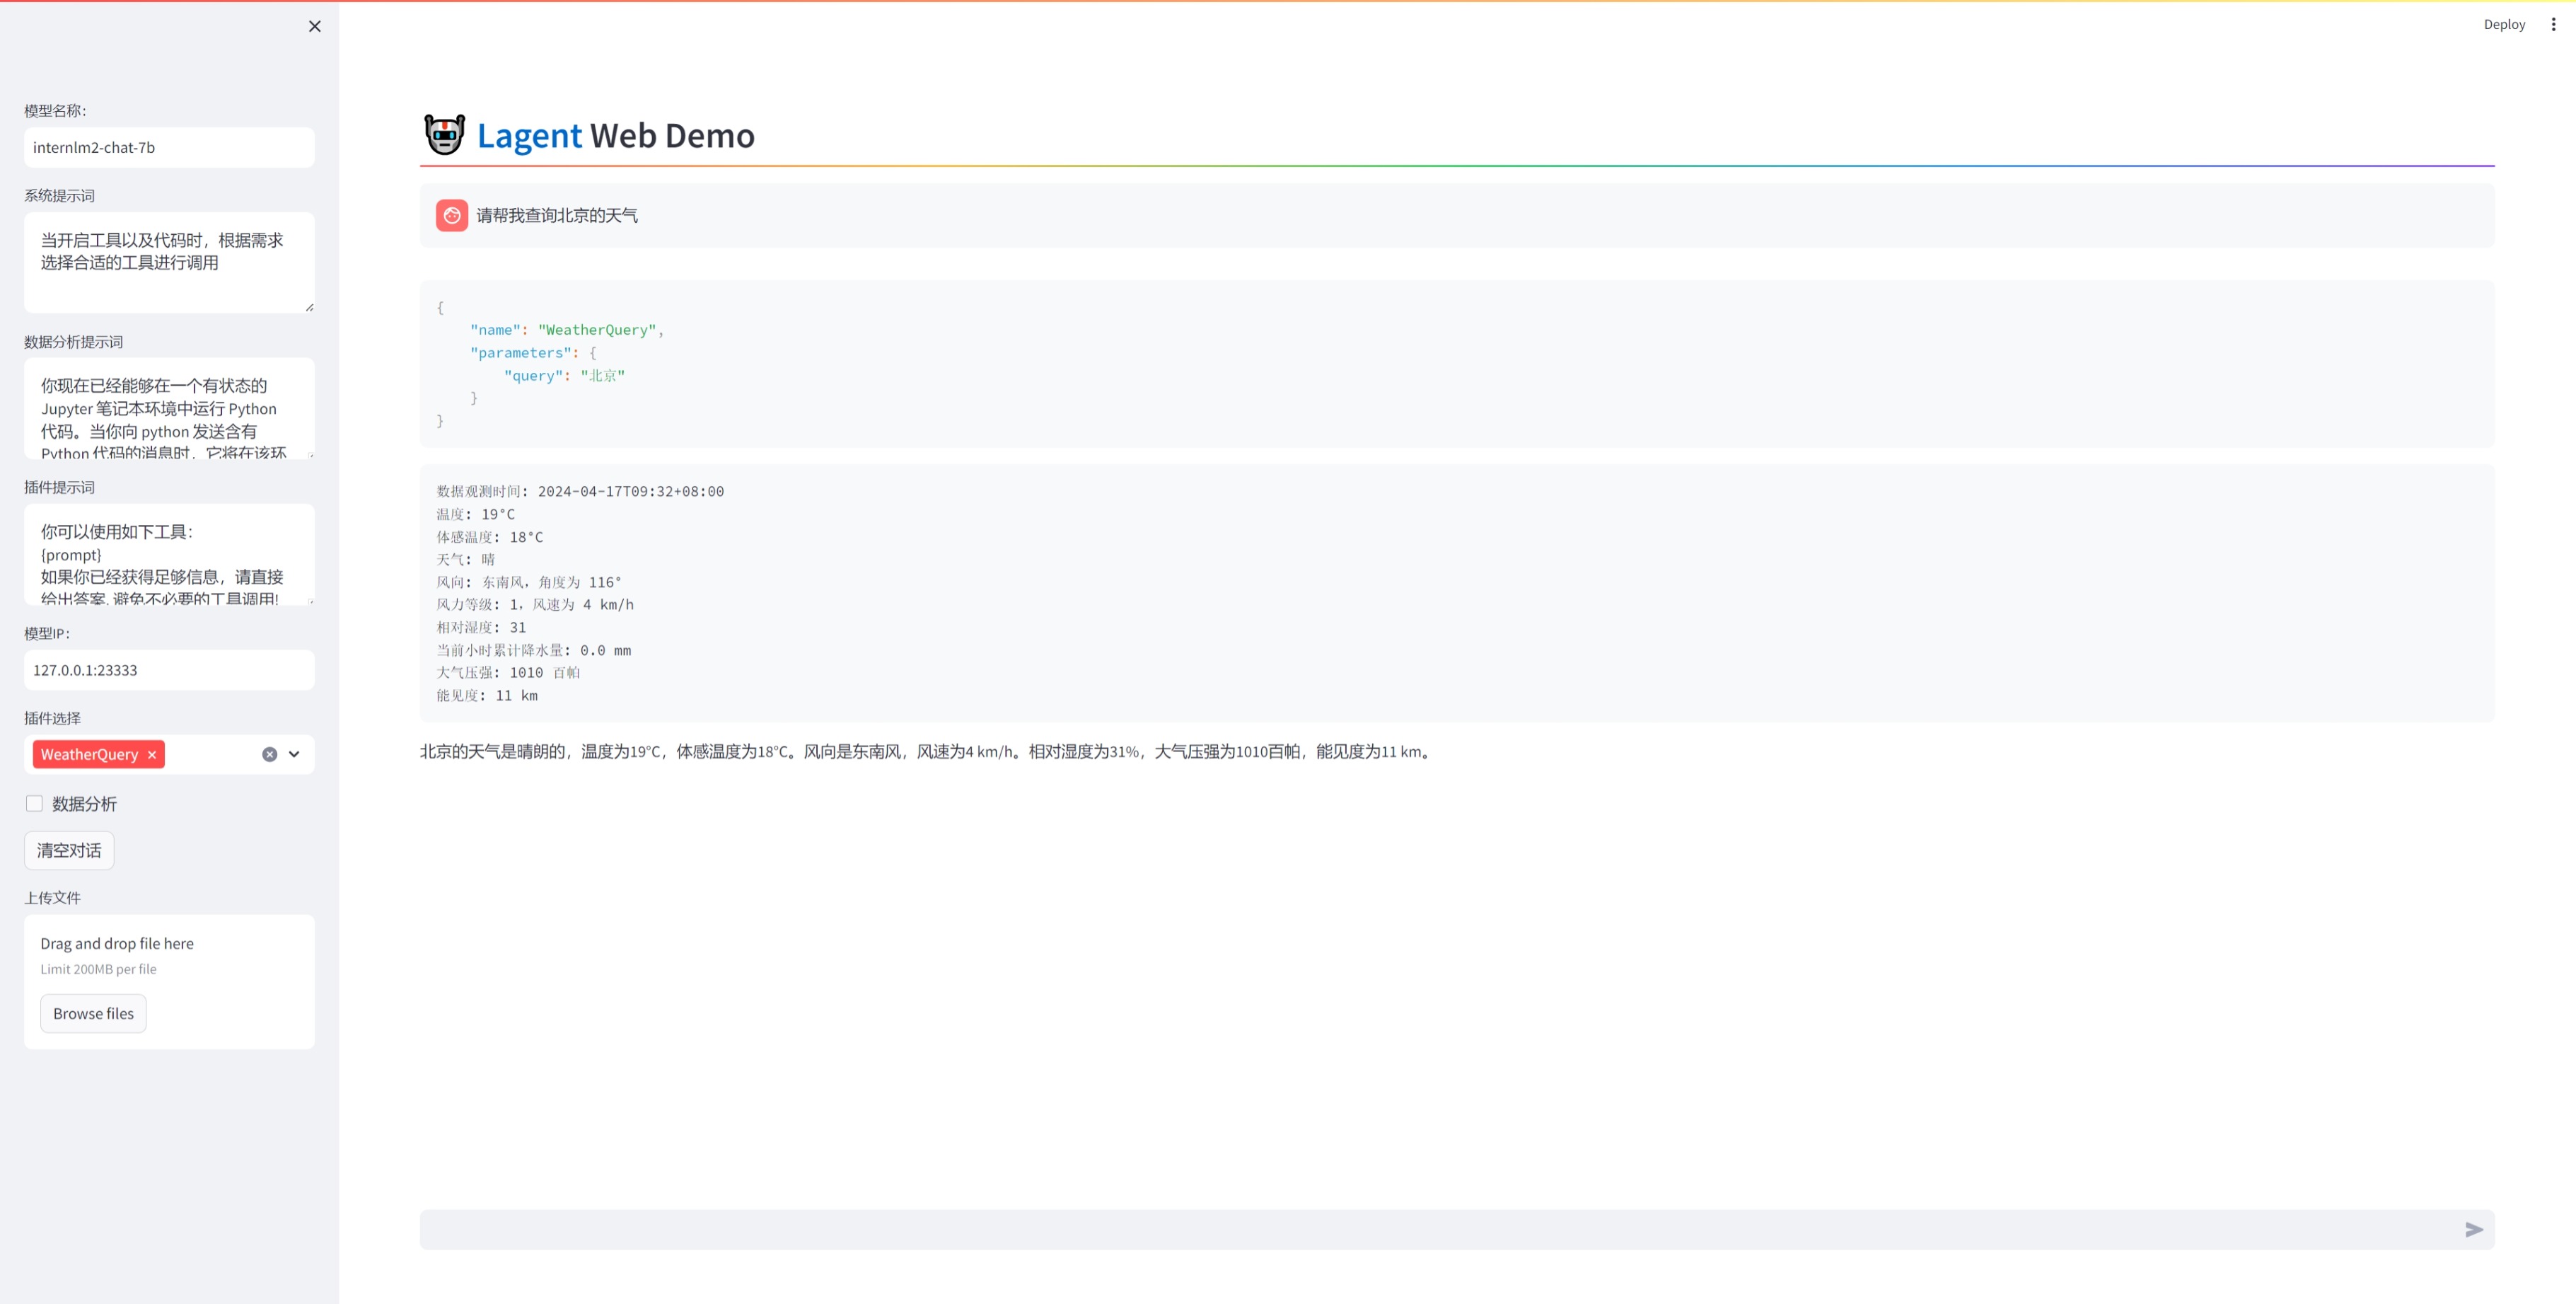 Deploy
模型名称：
internlm2-chat-7b
系统提示词
当开启工具以及代码时，根据需求
选择合适的工具进行调用
数据分析提示词
你现在已经能够在一个有状态的
Jupyter 笔记本环境中运行 Python
代码。当你向 python 发送含有
Python 代码的消息时，它将在该环
插件提示词
你可以使用如下工具：
{prompt}
如果你已经获得足够信息，请直接
给出答案. 避免不必要的工具调用!
模型IP：
127.0.0.1:23333
插件选择
WeatherQuery
数据分析
清空对话
上传文件
Drag and drop file here
Limit 200MB per file
Browse files
Lagent Web Demo
请帮我查询北京的天气
{
    "name": "WeatherQuery",
    "parameters": {
        "query": "北京"
    }
}
数据观测时间: 2024-04-17T09:32+08:00
温度: 19°C
体感温度: 18°C
天气: 晴
风向: 东南风，角度为 116°
风力等级: 1，风速为 4 km/h
相对湿度: 31
当前小时累计降水量: 0.0 mm
大气压强: 1010 百帕
能见度: 11 km
北京的天气是晴朗的，温度为19°C，体感温度为18°C。风向是东南风，风速为4 km/h。相对湿度为31%，大气压强为1010百帕，能见度为11 km。